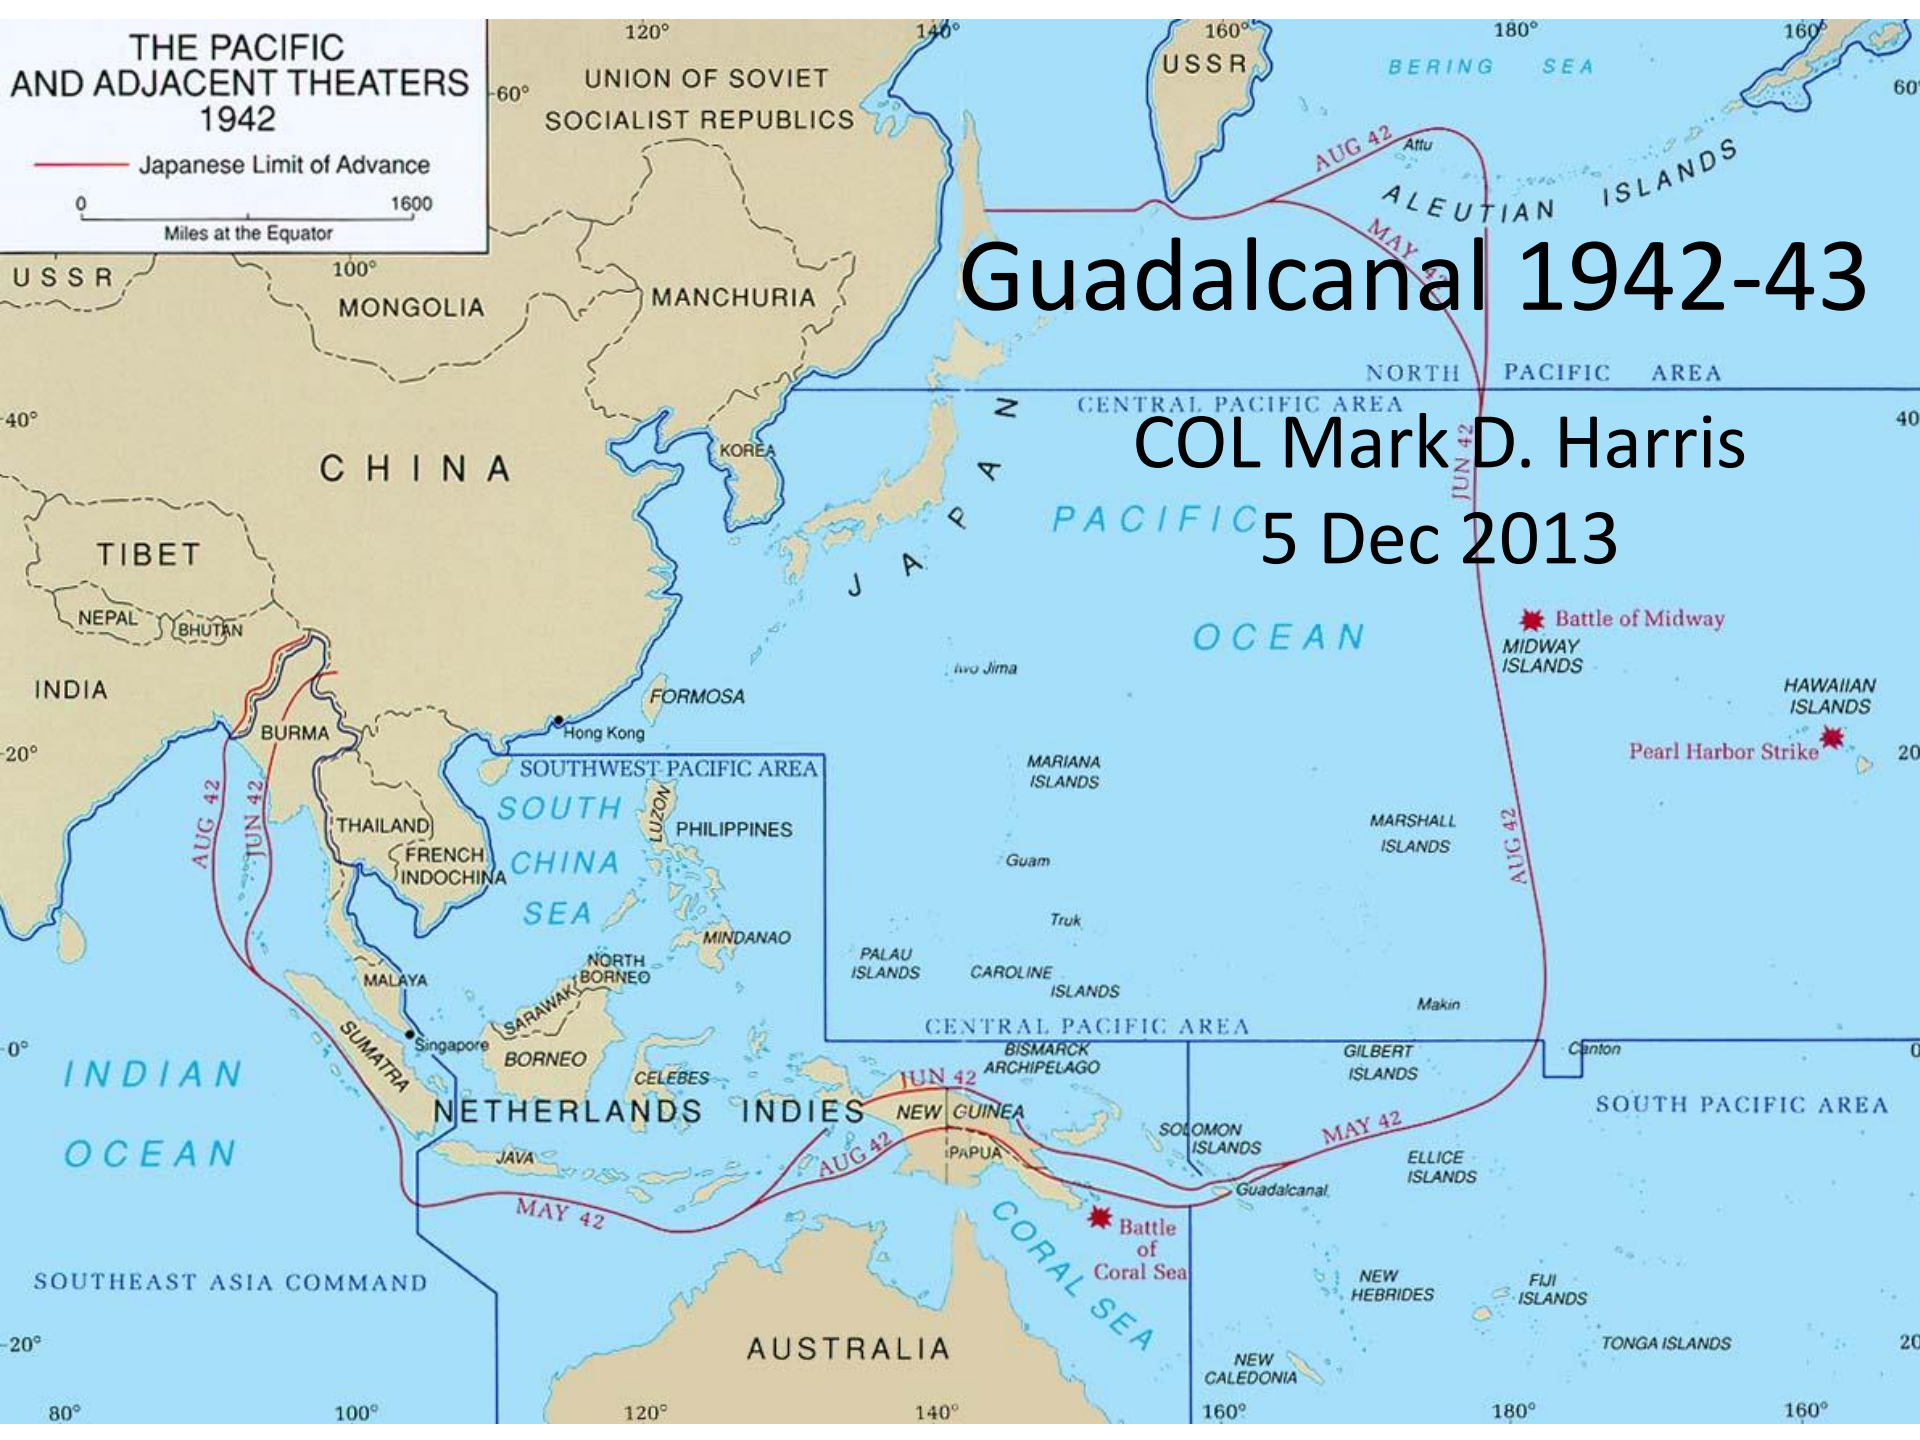 THE PACIFIC
AND ADJACENT THEATERS
1942
Japanese Limit of Advance
0 1600
Miles at the Equator
120° 140° 160° 180° 160°
60° 60°
UNION OF SOVIET
SOCIALIST REPUBLICS
USSR
BERING SEA
AUG 42
Attu
ALEUTIAN ISLANDS
MAY 42
Guadalcanal 1942-43
USSR
100°
MONGOLIA
MANCHURIA
NORTH PACIFIC AREA
CENTRAL PACIFIC AREA
40° 40
COL Mark D. Harris
JUN 42
CHINA
KOREA
JAPAN
PACIFIC
5 Dec 2013
OCEAN
TIBET
NEPAL
BHUTAN
Battle of Midway
MIDWAY
ISLANDS
INDIA
Iwo Jima
FORMOSA
HAWAIIAN
ISLANDS
BURMA
Hong Kong
Pearl Harbor Strike
20° 20
SOUTHWEST PACIFIC AREA
MARIANA
ISLANDS
AUG 42
JUN 42
SOUTH
CHINA
SEA
LUZON
PHILIPPINES
THAILAND
FRENCH
INDOCHINA
MARSHALL
ISLANDS
AUG 42
Guam
Truk
MINDANAO
PALAU
ISLANDS
CAROLINE
ISLANDS
NORTH
BORNEO
MALAYA
SARAWAK
Makin
CENTRAL PACIFIC AREA
0° 0
SUMATRA
Singapore
BORNEO
CELEBES
BISMARCK
ARCHIPELAGO
GILBERT
ISLANDS
Canton
INDIAN
OCEAN
NETHERLANDS INDIES
JUN 42
NEW GUINEA
SOUTH PACIFIC AREA
JAVA
AUG 42
PAPUA
SOLOMON
ISLANDS
MAY 42
ELLICE
ISLANDS
Guadalcanal
MAY 42
CORAL SEA
Battle
of
Coral Sea
SOUTHEAST ASIA COMMAND
NEW
HEBRIDES
FIJI
ISLANDS
20° 20
AUSTRALIA
TONGA ISLANDS
NEW
CALEDONIA
80° 100° 120° 140° 160° 180° 160°